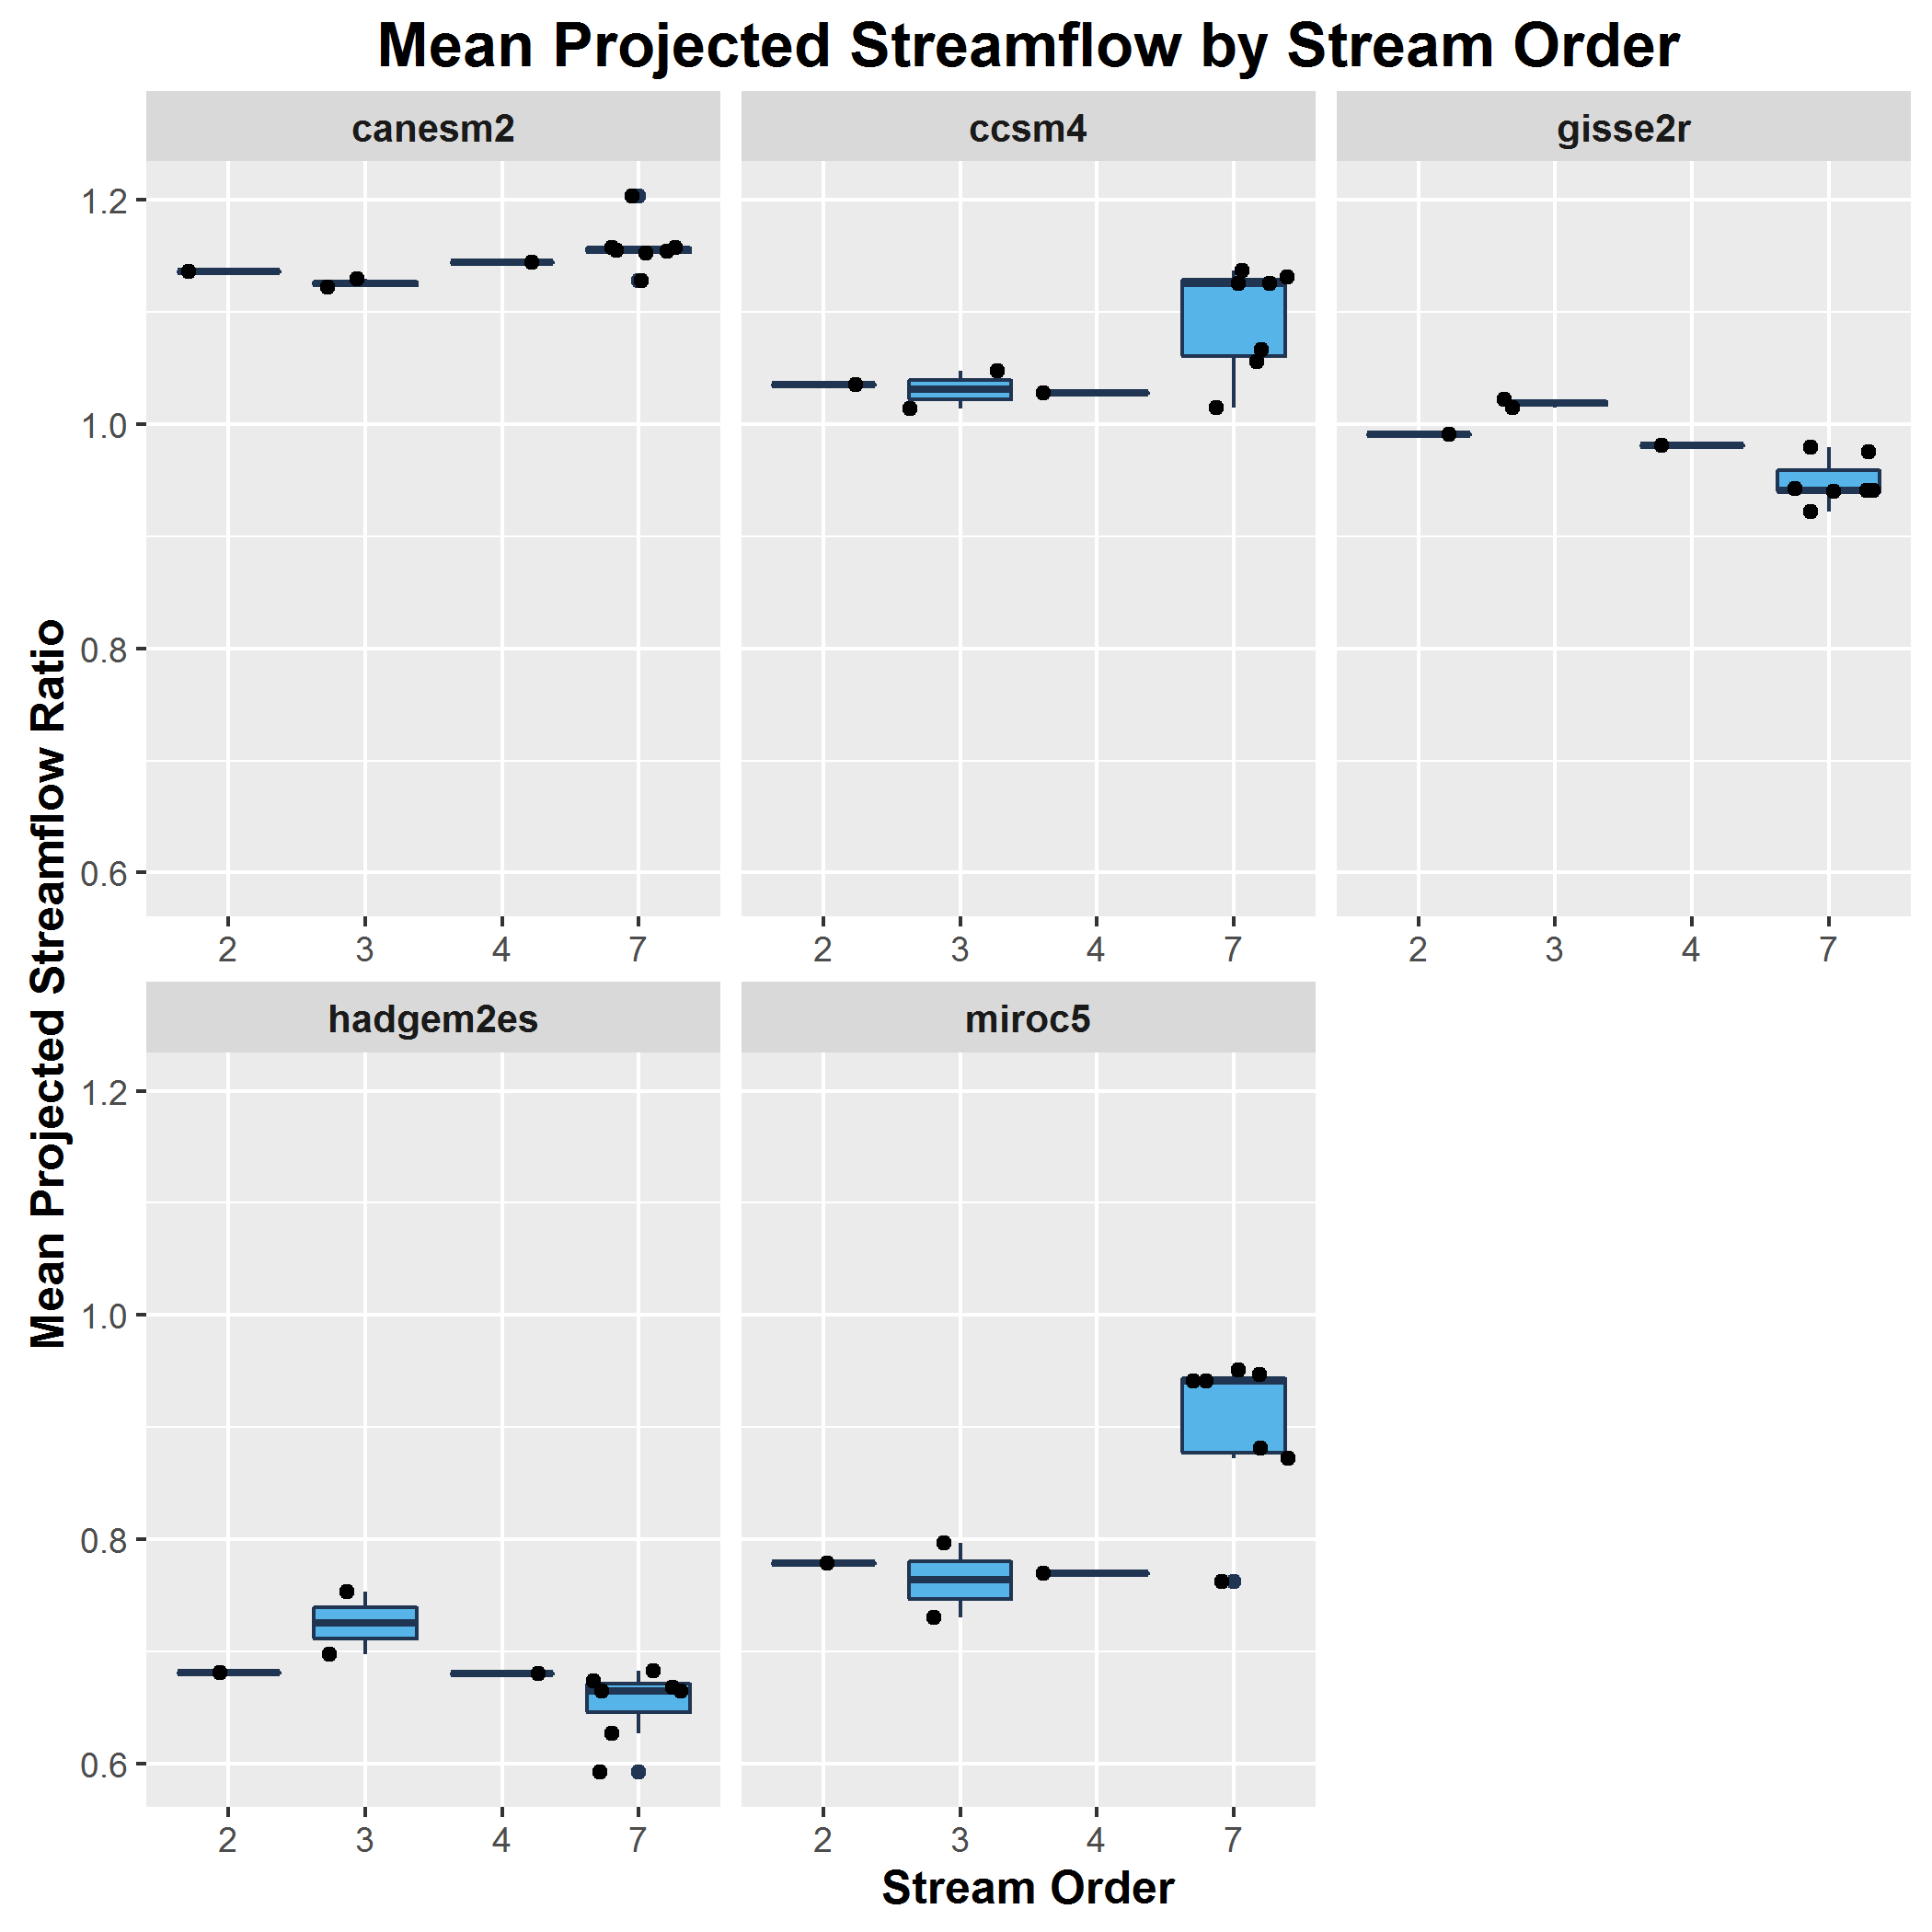 Mean Projected Streamflow by Stream Order
canesm2 ccsm4 gisse2r
1.2
1.0
0.8
0.6
2 3 4 7 2 3 4 7 2 3 4 7
Mean Projected Streamflow Ratio
hadgem2es miroc5
1.2
1.0
0.8
0.6
2 3 4 7 2 3 4 7
Stream Order